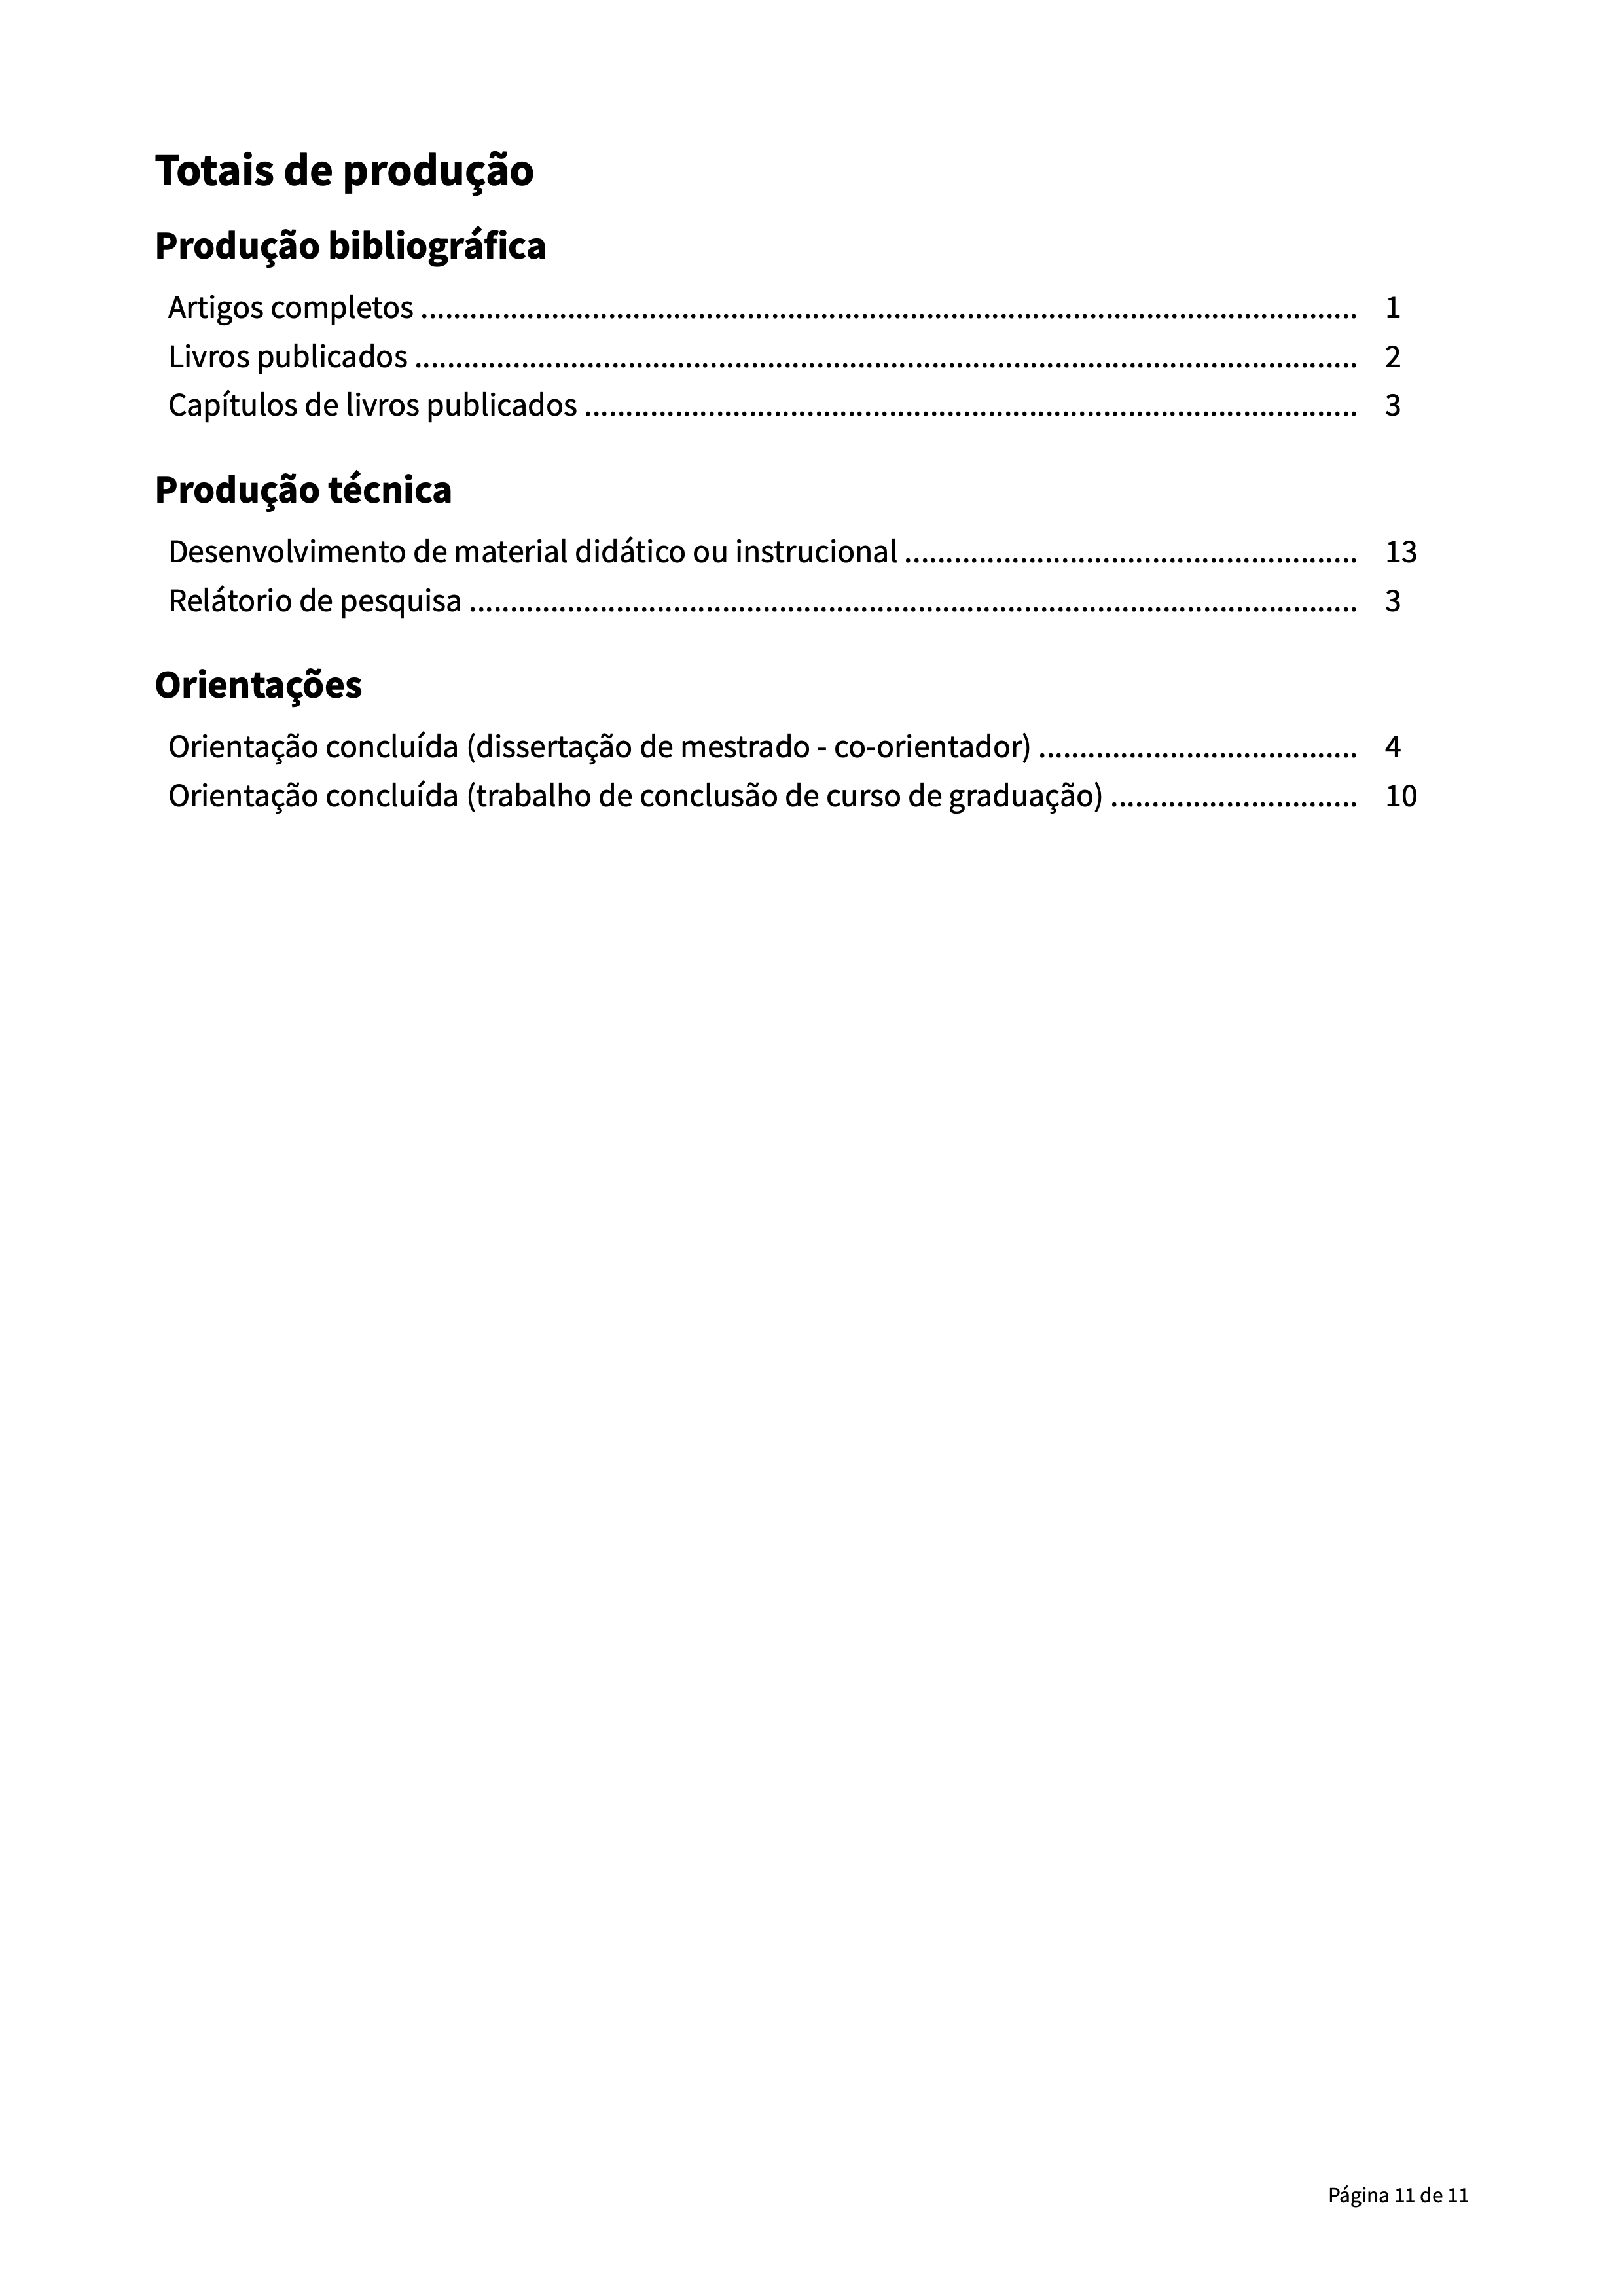 Totais de produção
Produção bibliográfica
Artigos completos ........................................................................................................................ 1
Livros publicados ........................................................................................................................ 2
Capítulos de livros publicados .................................................................................................. 3
Produção técnica
Desenvolvimento de material didático ou instrucional ......................................................... 13
Relátorio de pesquisa ................................................................................................................. 3
Orientações
Orientação concluída (dissertação de mestrado - co-orientador) ....................................... 4
Orientação concluída (trabalho de conclusão de curso de graduação) .............................. 10
Página 11 de 11